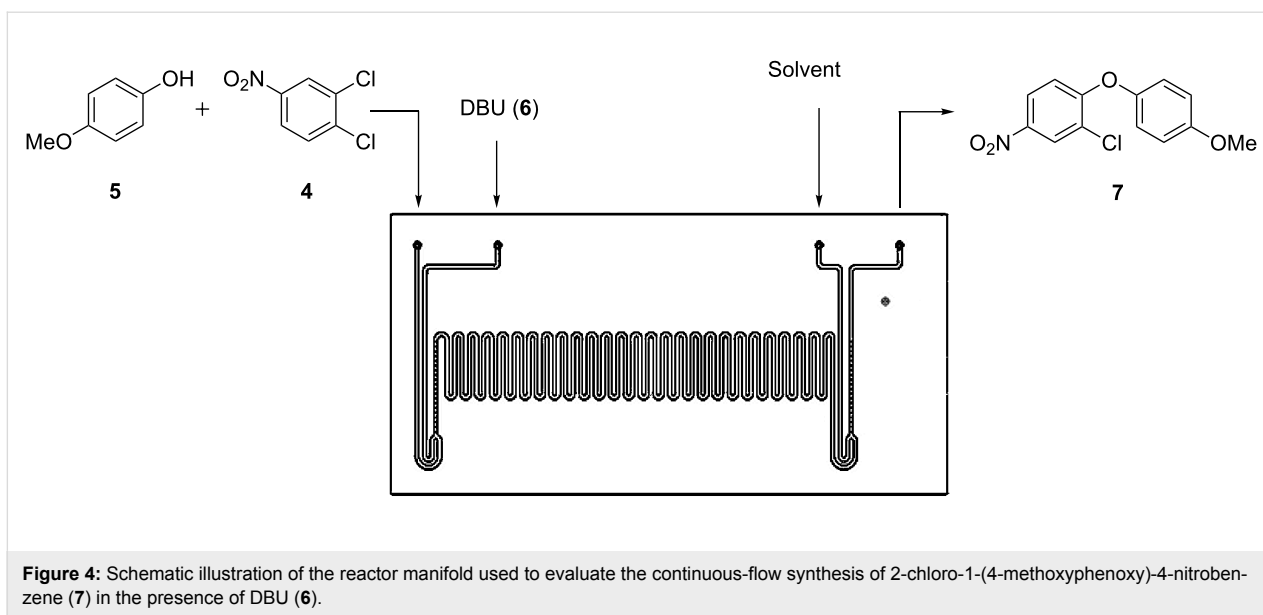 OH
+
MeO
5
O₂N
Cl
Cl
4
DBU (6)
Solvent
O
O₂N
Cl
OMe
7
Figure 4: Schematic illustration of the reactor manifold used to evaluate the continuous-flow synthesis of 2-chloro-1-(4-methoxyphenoxy)-4-nitroben-
zene (7) in the presence of DBU (6).